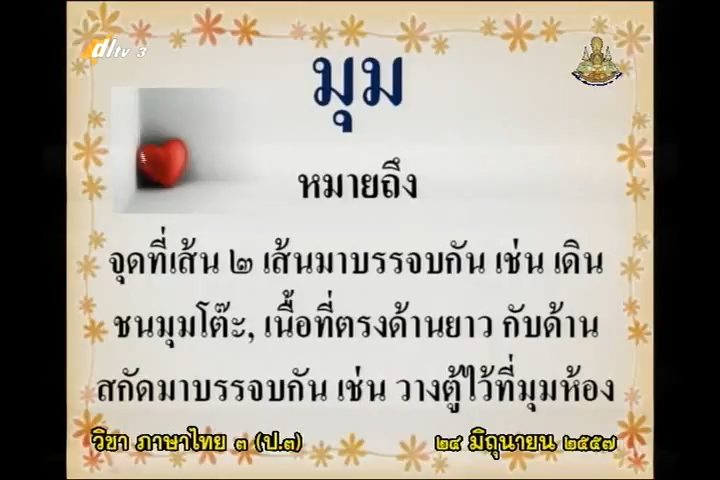 dltv 3
มุม
หมายถึง
จุดที่เส้น ๒ เส้นมาบรรจบกัน เช่น เดิน
ชนมุมโต๊ะ, เนื้อที่ตรงด้านยาว กับด้าน
สกัดมาบรรจบกัน เช่น วางตู้ไว้ที่มุมห้อง
วิชา ภาษาไทย ๓ (ป.๓)
๒๔ มิถุนายน ๒๕๕๗